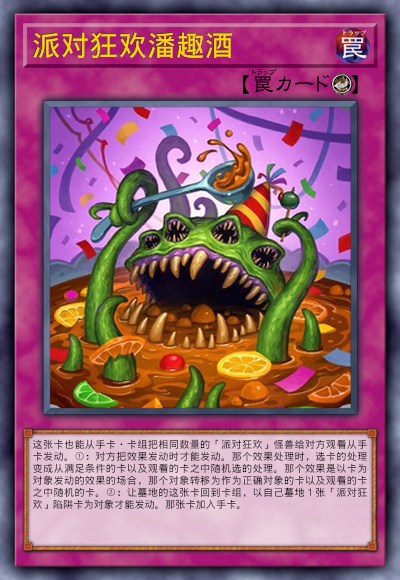 派对狂欢潘趣酒
トラップ
罠
トラップ
【罠カード】
这张卡也能从手卡・卡组把相同数量的「派对狂欢」怪兽给对方观看从手
卡发动。①：对方把效果发动时才能发动。那个效果处理时，选卡的处理
变成从满足条件的卡以及观看的卡之中随机选的处理。那个效果是以卡为
对象发动的效果的场合，那个对象转移为作为正确对象的卡以及观看的卡
之中随机的卡。②：让墓地的这张卡回到卡组，以自己墓地１张「派对狂
欢」陷阱卡为对象才能发动。那张卡加入手卡。